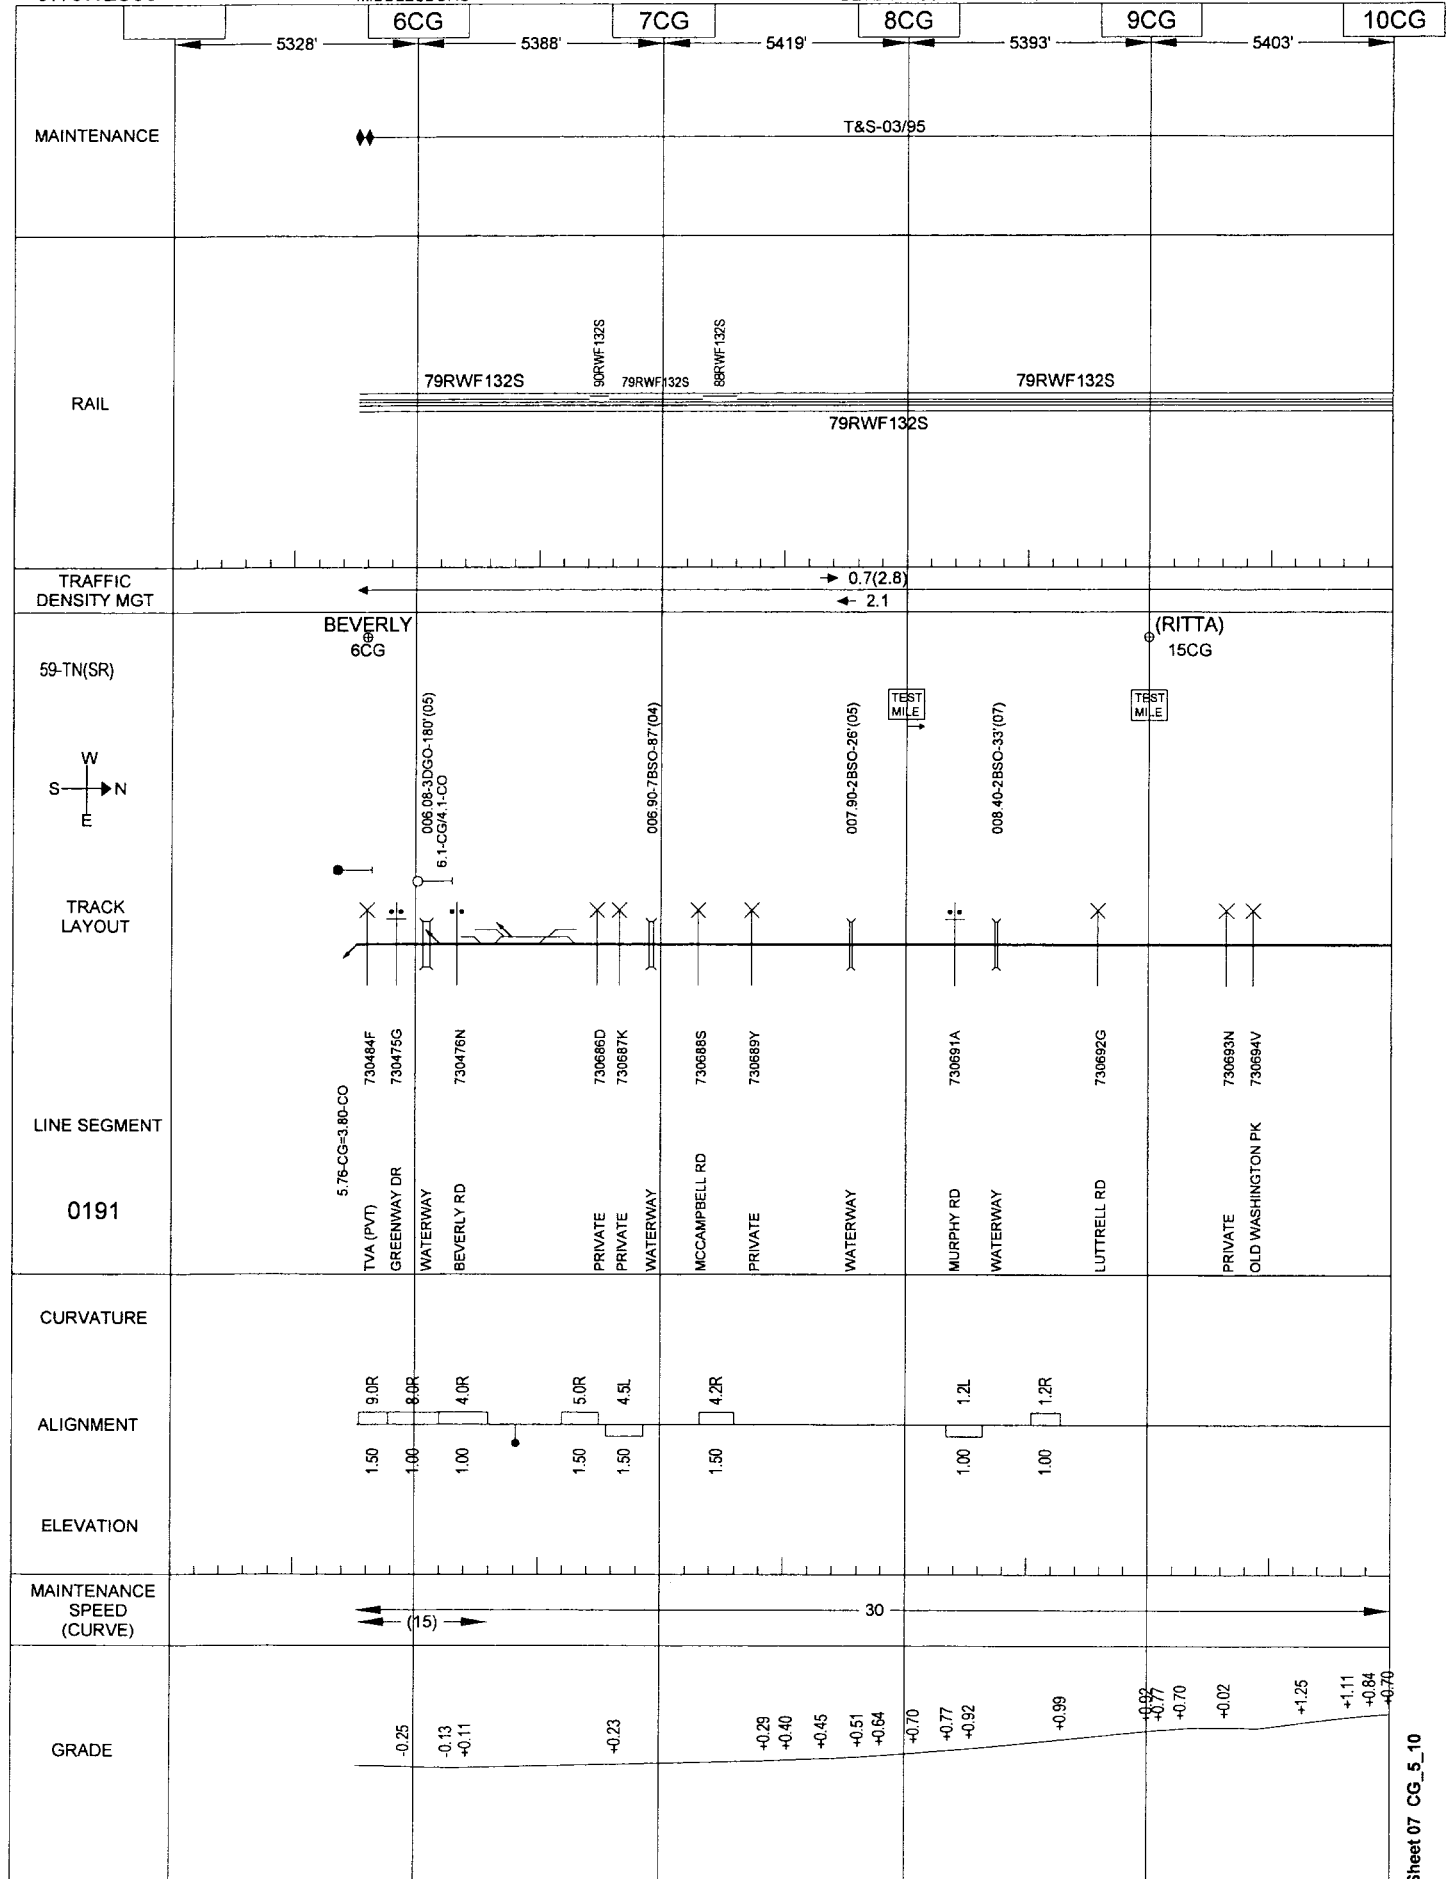 6CG 7CG 8CG 9CG 10CG
5328' 5388' 5419' 5393' 5403'
MAINTENANCE
T&S-03/95
RAIL
79RWF132S
90RWF132S
79RWF132S
88RWF132S
79RWF132S
79RWF132S
TRAFFIC
DENSITY MGT
0.7(2.8)
2.1
BEVERLY
6CG
(RITTA)
15CG
59-TN(SR)
TEST
MILE
TEST
MILE
W
S N
E
006.08-3DGO-180'(05)
6.1-CG/4.1-CO
006.90-7BSO-87'(04)
007.90-2BSO-26'(05)
008.40-2BSO-33'(07)
TRACK
LAYOUT
LINE SEGMENT
0191
5.76-CG=3.80-CO
TVA (PVT) 730484F
GREENWAY DR 730475G
WATERWAY
BEVERLY RD 730476N
PRIVATE 730686D
PRIVATE 730687K
WATERWAY
MCCAMPBELL RD 730688S
PRIVATE 730689Y
WATERWAY
MURPHY RD 730691A
WATERWAY
LUTTRELL RD 730692G
PRIVATE 730693N
OLD WASHINGTON PK 730694V
CURVATURE
9.0R 8.0R 4.0R 5.0R 4.5L 4.2R 1.2L 1.2R
ALIGNMENT
1.50 1.00 1.00 1.50 1.50 1.50 1.00 1.00
ELEVATION
MAINTENANCE
SPEED
(CURVE)
30
(15)
GRADE
-0.25 -0.13 +0.11 +0.23 +0.29 +0.40 +0.45 +0.51 +0.64 +0.70 +0.77 +0.92 +0.99 +0.92 +0.77 +0.70 +0.02 +1.25 +1.11 +0.84 +0.70
Sheet 07 CG_5_10